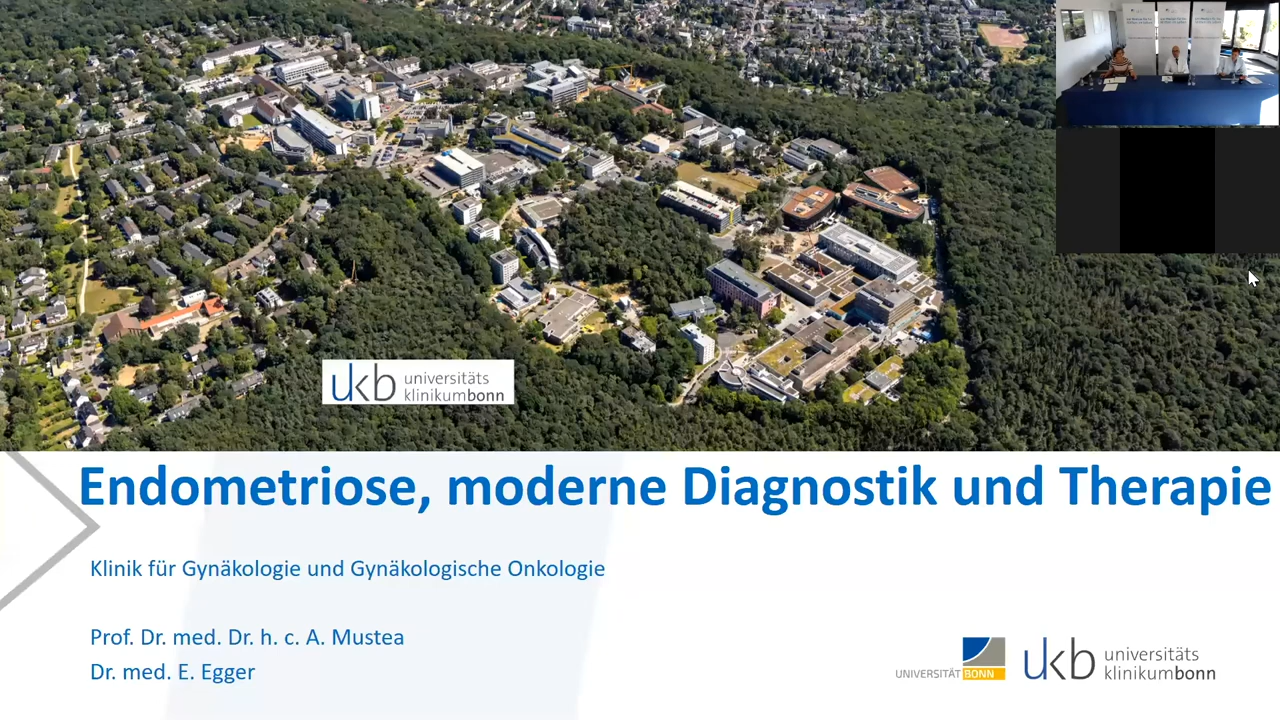 ukb universitäts
klinikumbonn
Endometriose, moderne Diagnostik und Therapie
Klinik für Gynäkologie und Gynäkologische Onkologie
Prof. Dr. med. Dr. h. c. A. Mustea
Dr. med. E. Egger
UNIVERSITÄT BONN
ukb universitäts
klinikumbonn